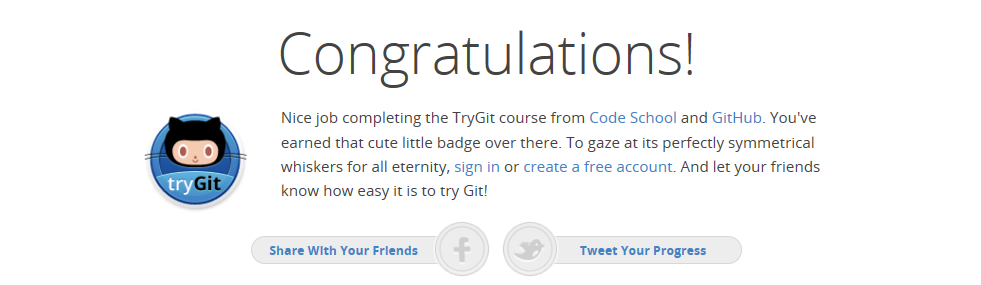 Congratulations!
Nice job completing the TryGit course from Code School and GitHub. You've
earned that cute little badge over there. To gaze at its perfectly symmetrical
whiskers for all eternity, sign in or create a free account. And let your friends
know how easy it is to try Git!
tryGit
Share With Your Friends
Tweet Your Progress